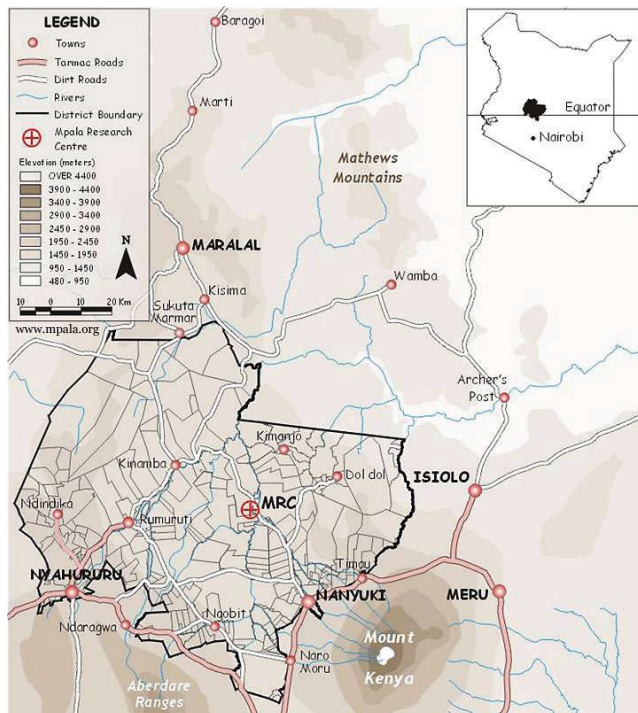 LEGEND
Towns
Tarmac Roads
Dirt Roads
Rivers
District Boundary
Mpala Research
Centre
Elevation (meters)
OVER 4400
3900 - 4400
3400 - 3900
2900 - 3400
2450 - 2900
1950 - 2450
1450 - 1950
950 - 1450
480 - 950
N
10 0 10 20 Km
www.mpala.org
Equator
Nairobi
Baragoi
Marti
Mathews
Mountains
MARALAL
Kisima
Wamba
Sukuta
Marmar
Archer's
Post
Kimanjo
Kinamba
Dol dol
ISIOLO
MRC
Ndindika
Rumuruti
Timau
NYAHURURU
NANYUKI
MERU
Ndaragwa
Ngobit
Naro
Moru
Mount
Kenya
Aberdare
Ranges